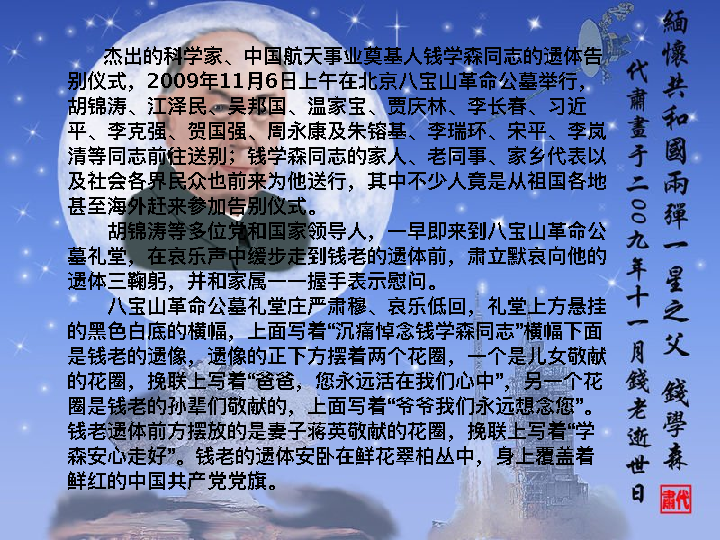 杰出的科学家、中国航天事业奠基人钱学森同志的遗体告
别仪式，2009年11月6日上午在北京八宝山革命公墓举行，
胡锦涛、江泽民、吴邦国、温家宝、贾庆林、李长春、习近
平、李克强、贺国强、周永康及朱镕基、李瑞环、宋平、李岚
清等同志前往送别；钱学森同志的家人、老同事、家乡代表以
及社会各界民众也前来为他送行，其中不少人竟是从祖国各地
甚至海外赶来参加告别仪式。
胡锦涛等多位党和国家领导人，一早即来到八宝山革命公
墓礼堂，在哀乐声中缓步走到钱老的遗体前，肃立默哀向他的
遗体三鞠躬，并和家属一一握手表示慰问。
八宝山革命公墓礼堂庄严肃穆、哀乐低回，礼堂上方悬挂
的黑色白底的横幅，上面写着“沉痛悼念钱学森同志”横幅下面
是钱老的遗像，遗像的正下方摆着两个花圈，一个是儿女敬献
的花圈，挽联上写着“爸爸，您永远活在我们心中”，另一个花
圈是钱老的孙辈们敬献的，上面写着“爷爷我们永远想念您”。
钱老遗体前方摆放的是妻子蒋英敬献的花圈，挽联上写着“学
森安心走好”。钱老的遗体安卧在鲜花翠柏丛中，身上覆盖着
鲜红的中国共产党党旗。
緬懷共和國兩彈一星之父 錢學森
代肅畫于二00九年十一月錢老逝世日
代肅